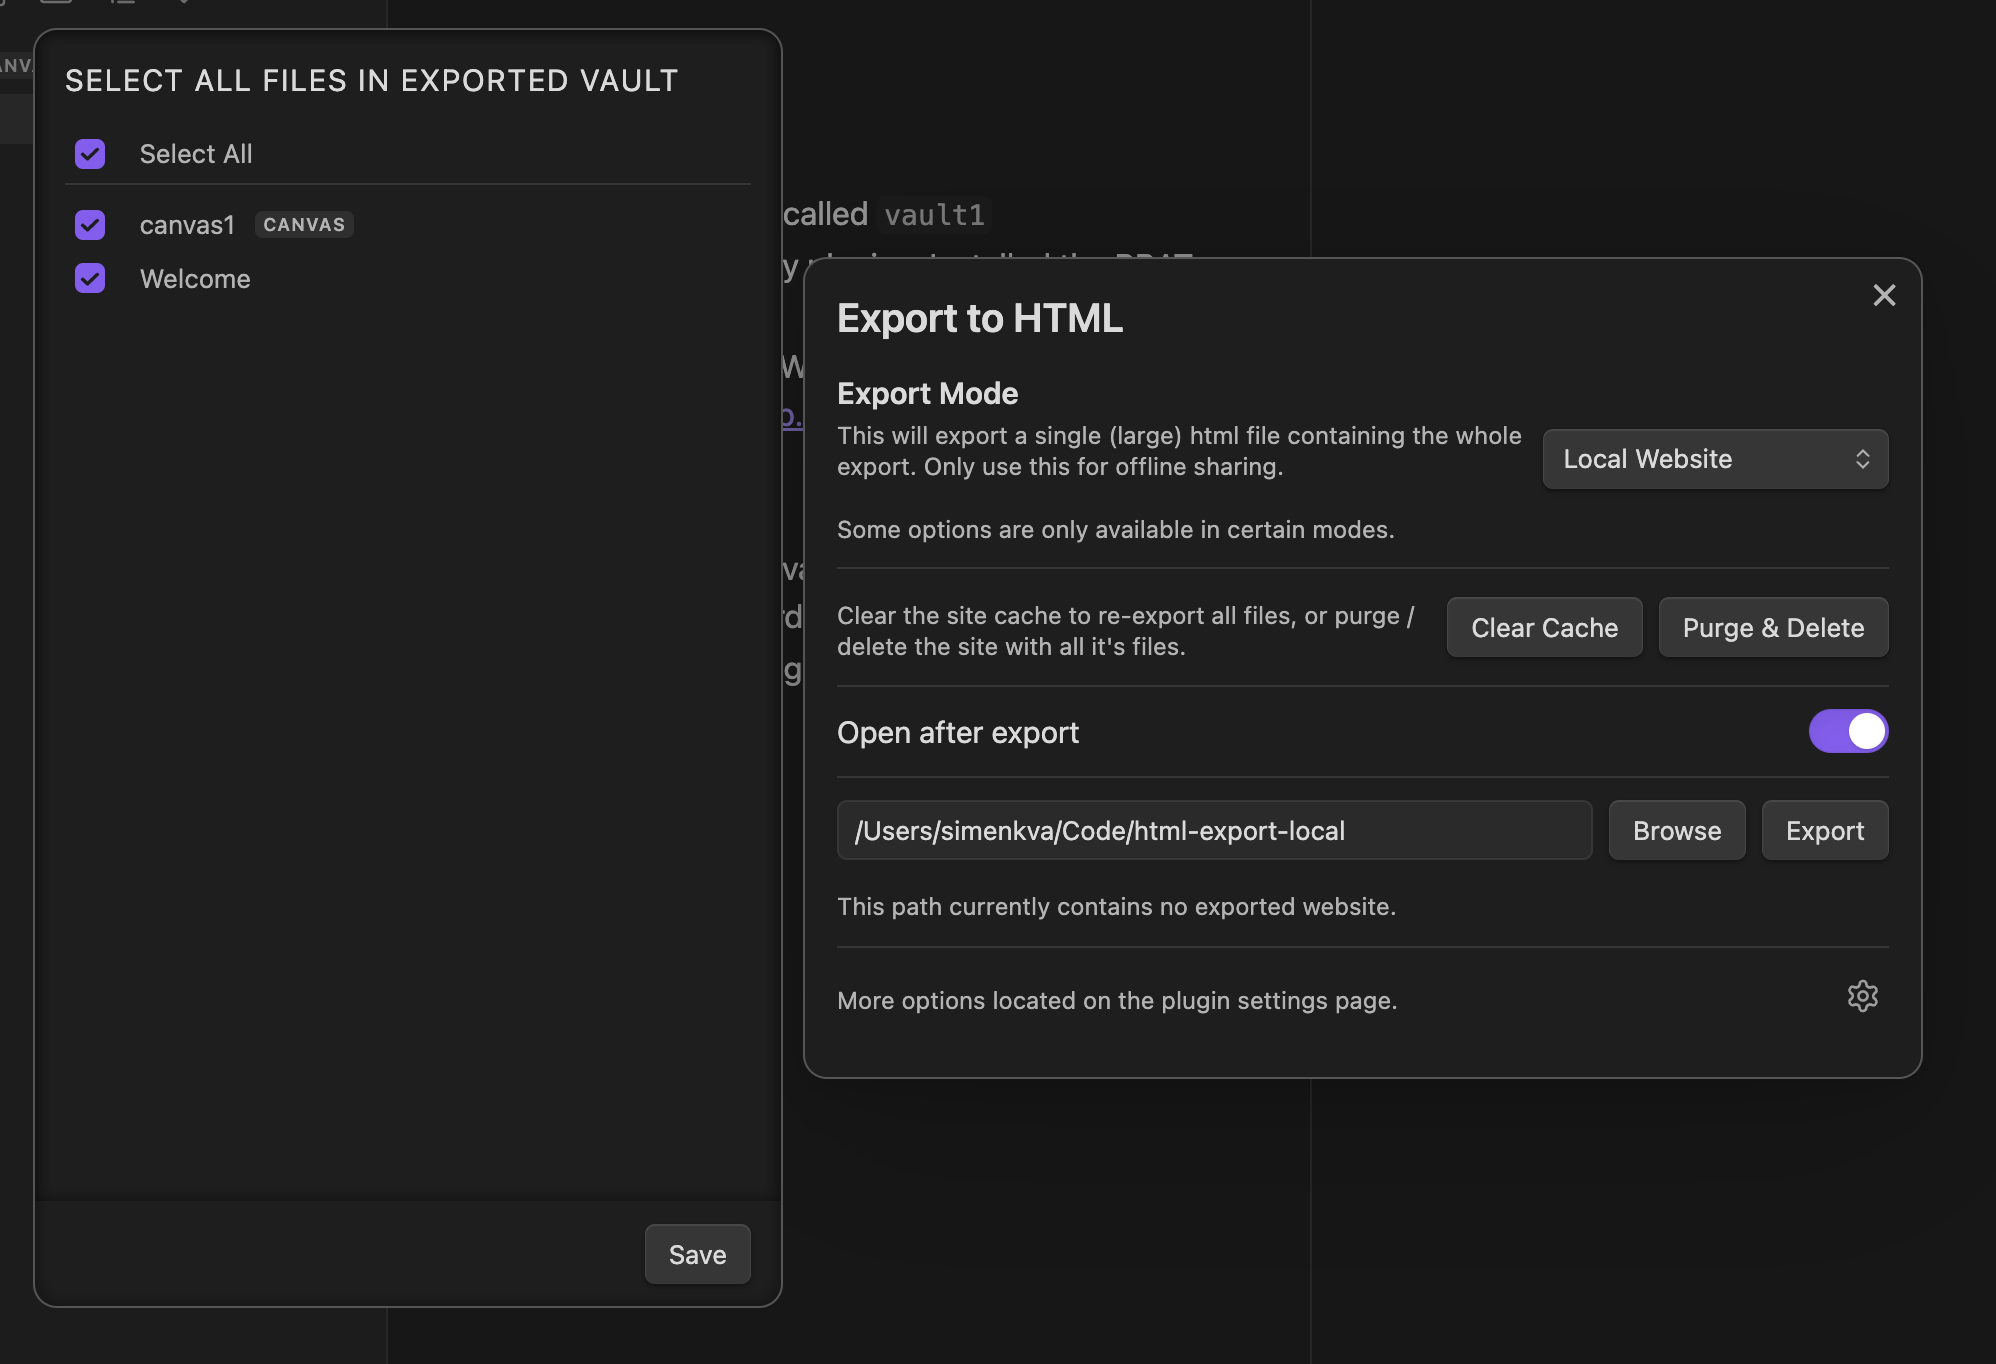 SELECT ALL FILES IN EXPORTED VAULT
Select All
canvas1 CANVAS
Welcome
Save
called vault1
Export to HTML
Export Mode
This will export a single (large) html file containing the whole
export. Only use this for offline sharing.
Local Website
Some options are only available in certain modes.
Clear the site cache to re-export all files, or purge /
delete the site with all it's files.
Clear Cache
Purge & Delete
Open after export
/Users/simenkva/Code/html-export-local
Browse
Export
This path currently contains no exported website.
More options located on the plugin settings page.